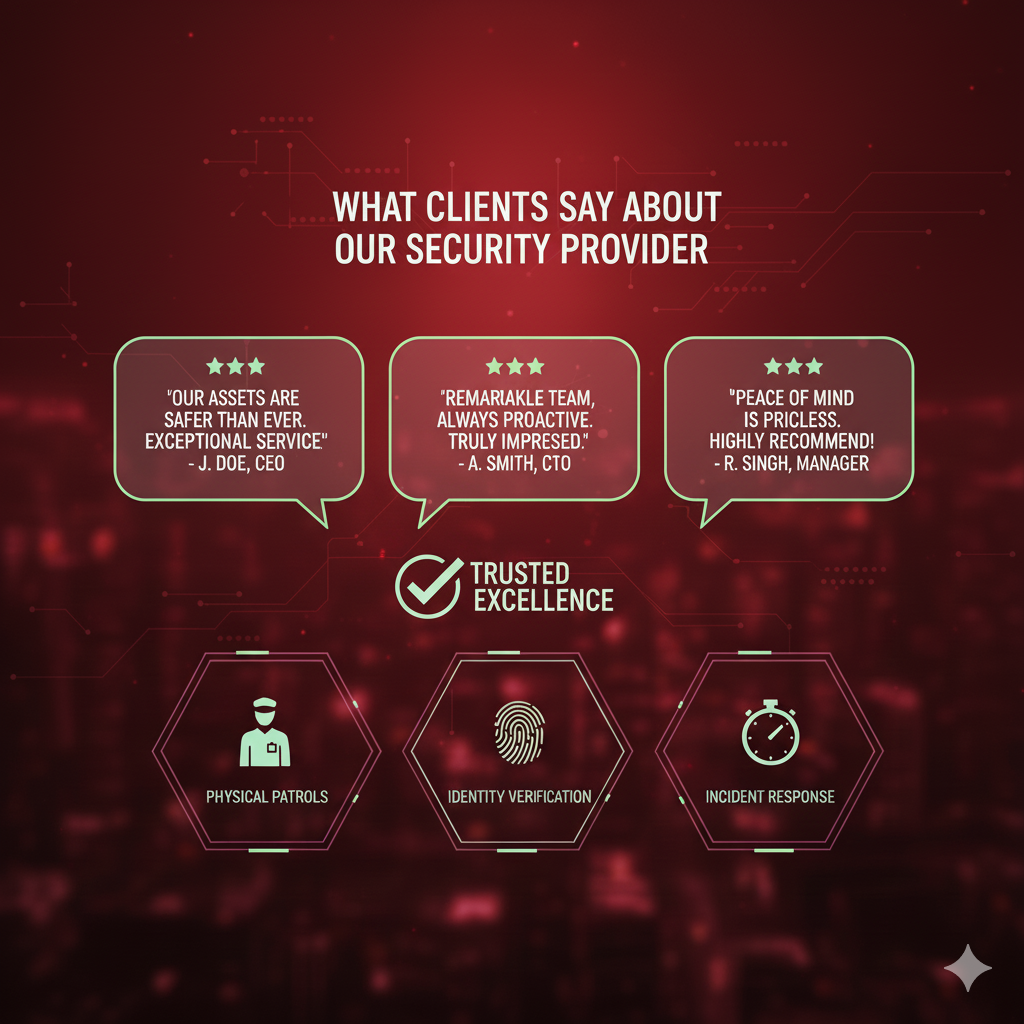 WHAT CLIENTS SAY ABOUT
OUR SECURITY PROVIDER
"OUR ASSETS ARE
SAFER THAN EVER.
EXCEPTIONAL SERVICE"
- J. DOE, CEO
"REMARIAKLE TEAM,
ALWAYS PROACTIVE.
TRULY IMPRESED."
- A. SMITH, CTO
"PEACE OF MIND
IS PRICLESS.
HIGHLY RECOMMEND!
- R. SINGH, MANAGER
TRUSTED
EXCELLENCE
PHYSICAL PATROLS
IDENTITY VERIFICATION
INCIDENT RESPONSE